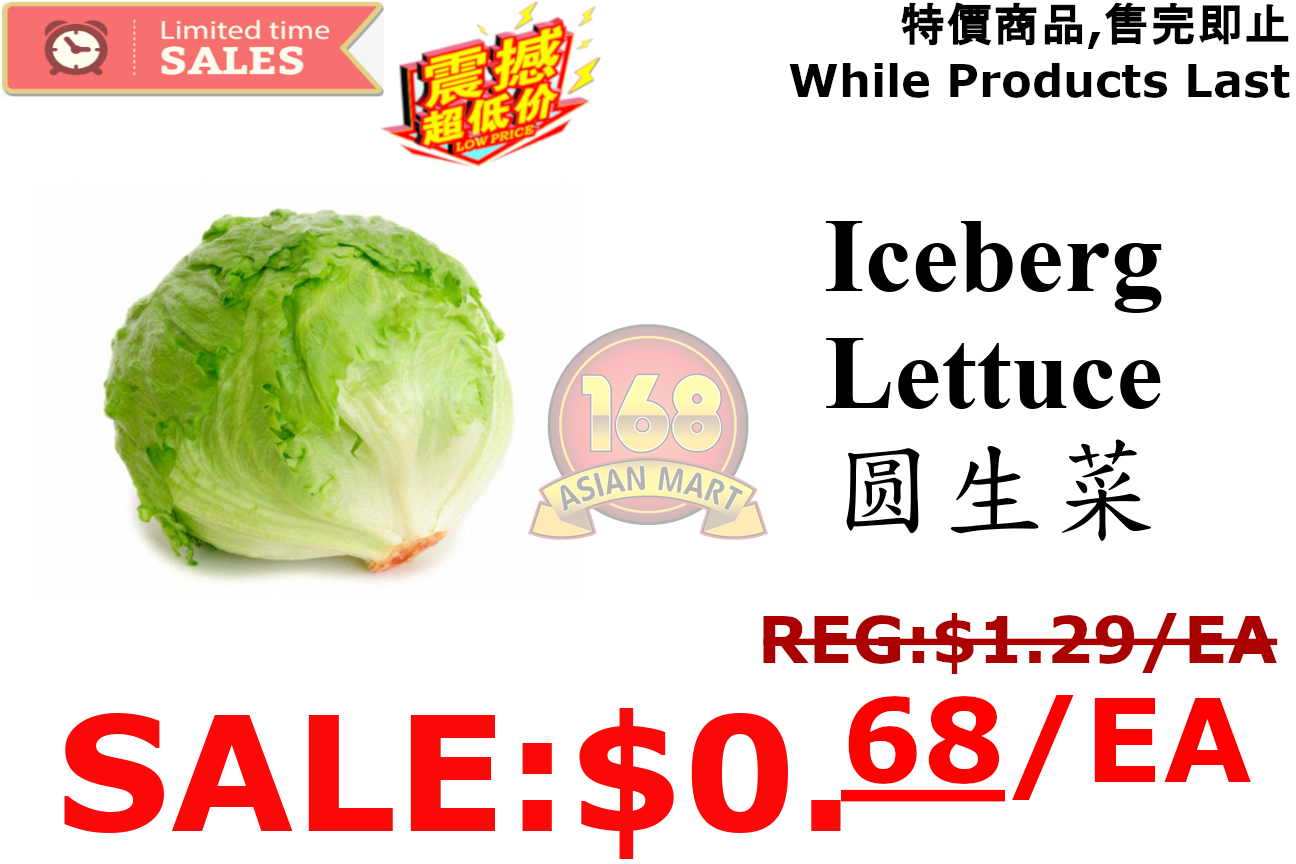 Limited time
SALES
震撼
超低价
LOW PRICE
特價商品,售完即止
While Products Last
Iceberg
Lettuce
圆生菜
168
ASIAN MART
REG:$1.29/EA
SALE:$0.68/EA